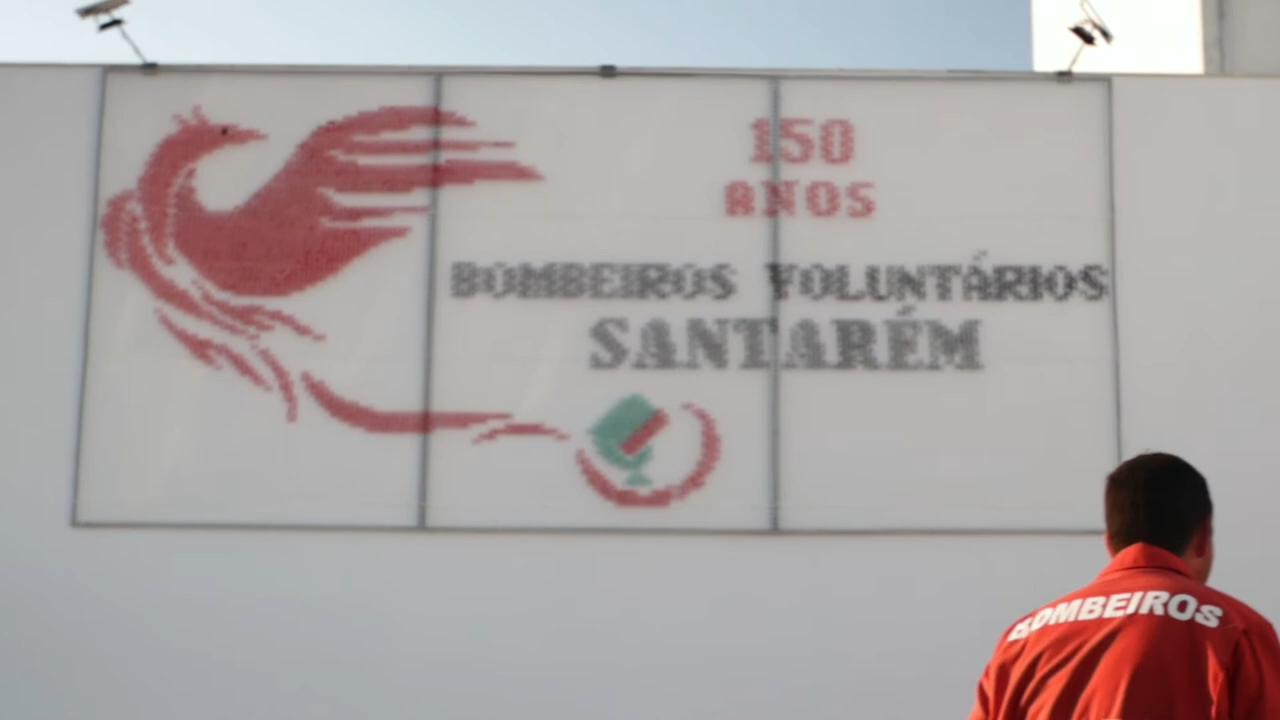 150
ANOS
BOMBEIROS VOLUNTÁRIOS
SANTARÉM
BOMBEIROS